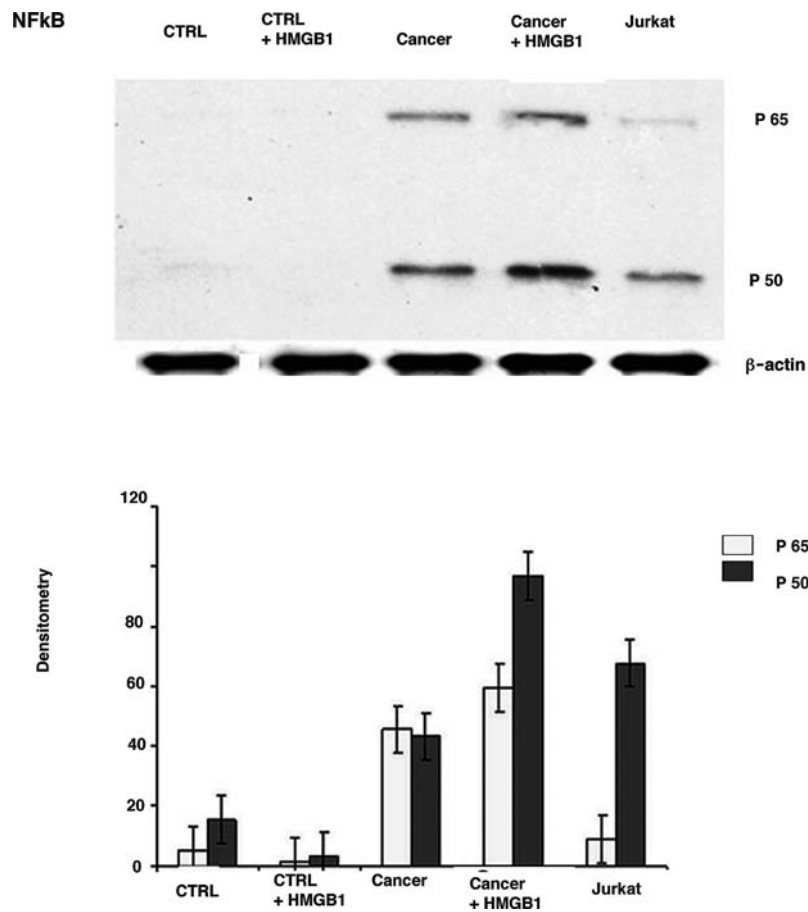 NFkB
CTRL
CTRL
+ HMGB1
Cancer
Cancer
+ HMGB1
Jurkat
P 65
P 50
β-actin
120
80
60
40
20
0
Densitometry
P 65
P 50
CTRL
CTRL
+ HMGB1
Cancer
Cancer
+ HMGB1
Jurkat